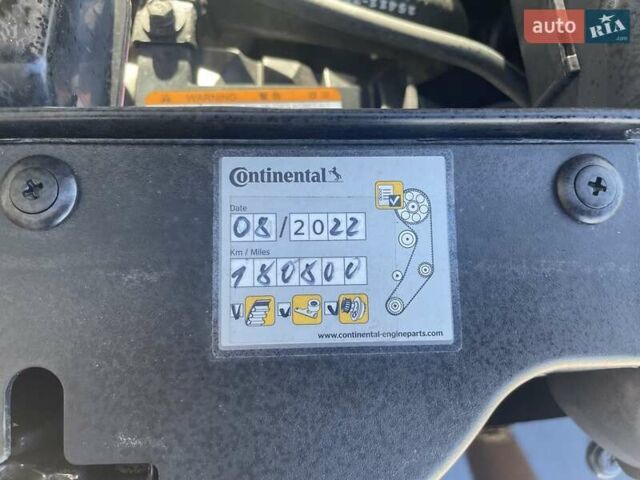 auto RIA.com
WARNING
Continental
Date
08/2022
Km / Miles
180800
www.continental-engineparts.com